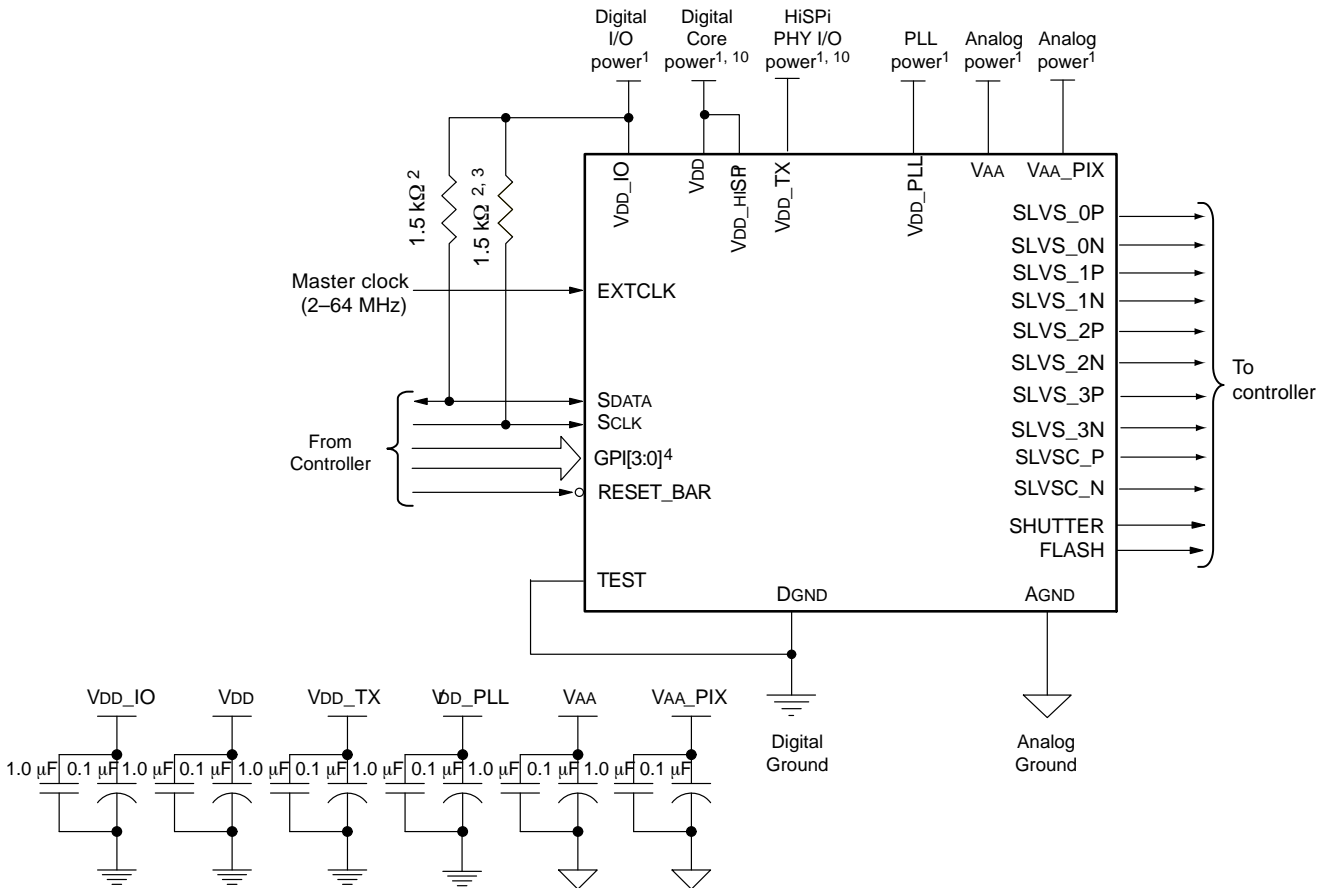 Digital
I/O
power1
Digital
Core
power1, 10
HiSPi
PHY I/O
power1, 10
PLL
power1
Analog
power1
Analog
power1
1.5 kΩ 2
1.5 kΩ 2, 3
VDD_IO
VDD
VDD_HiSP
VDD_TX
VDD_PLL
VAA
VAA_PIX
SLVS_0P
SLVS_0N
SLVS_1P
SLVS_1N
SLVS_2P
SLVS_2N
SLVS_3P
SLVS_3N
SLVSC_P
SLVSC_N
SHUTTER
FLASH
To
controller
Master clock
(2–64 MHz)
EXTCLK
From
Controller
SDATA
SCLK
GPI[3:0]4
RESET_BAR
TEST
DGND
AGND
Digital
Ground
Analog
Ground
VDD_IO
VDD
VDD_TX
VDD_PLL
VAA
VAA_PIX
1.0 µF 0.1 µF 1.0 µF 0.1 µF 1.0 µF 0.1 µF 1.0 µF 0.1 µF 1.0 µF 0.1 µF 1.0 µF 0.1 µF